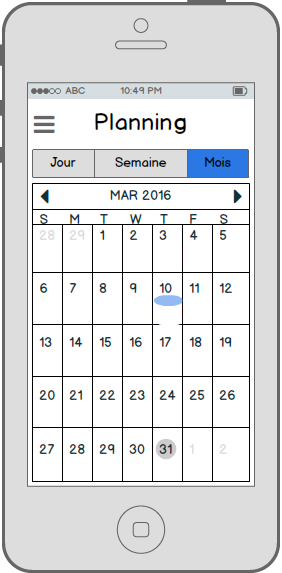 ABC 10:49 PM
Planning
Jour Semaine Mois
MAR 2016
S M T W T F S
28 29 1 2 3 4 5
6 7 8 9 10 11 12
13 14 15 16 17 18 19
20 21 22 23 24 25 26
27 28 29 30 31 1 2